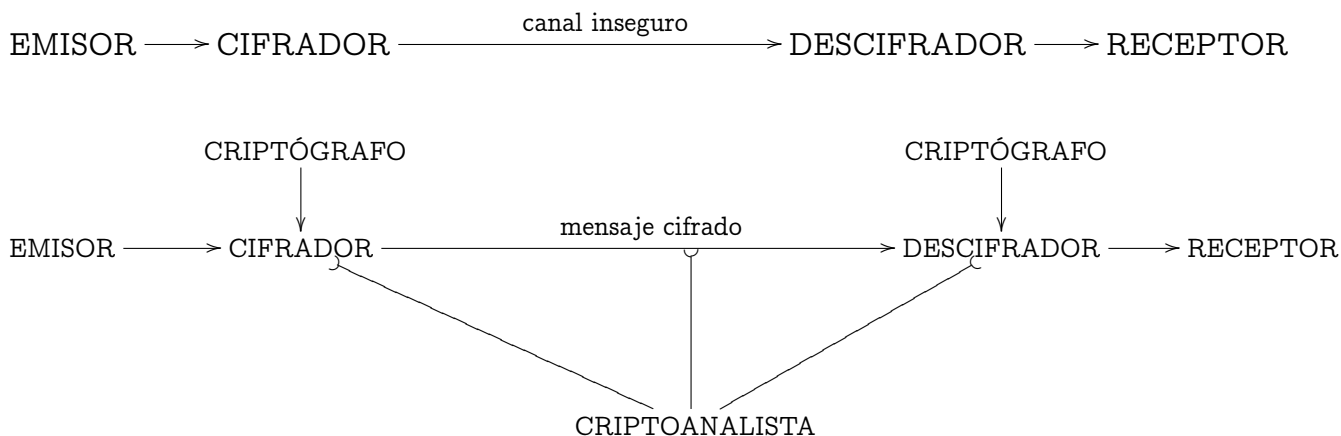 canal inseguro
EMISOR CIFRADOR DESCIFRADOR RECEPTOR
CRIPTÓGRAFO CRIPTÓGRAFO
mensaje cifrado
EMISOR CIFRADOR DESCIFRADOR RECEPTOR
CRIPTOANALISTA